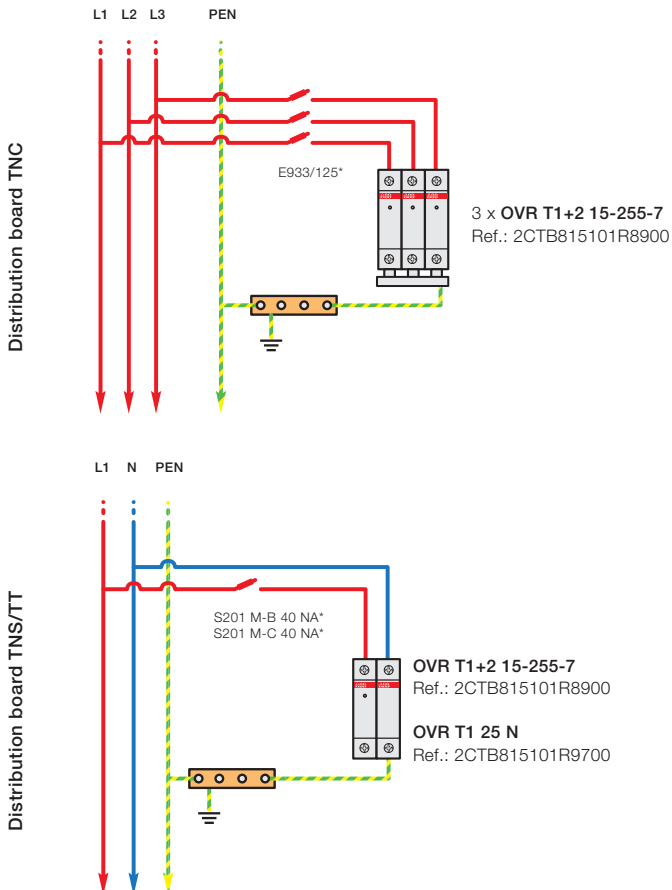 L1 L2 L3 PEN
Distribution board TNC
E933/125*
3 x OVR T1+2 15-255-7
Ref.: 2CTB815101R8900
L1 N PEN
Distribution board TNS/TT
S201 M-B 40 NA*
S201 M-C 40 NA*
OVR T1+2 15-255-7
Ref.: 2CTB815101R8900
OVR T1 25 N
Ref.: 2CTB815101R9700